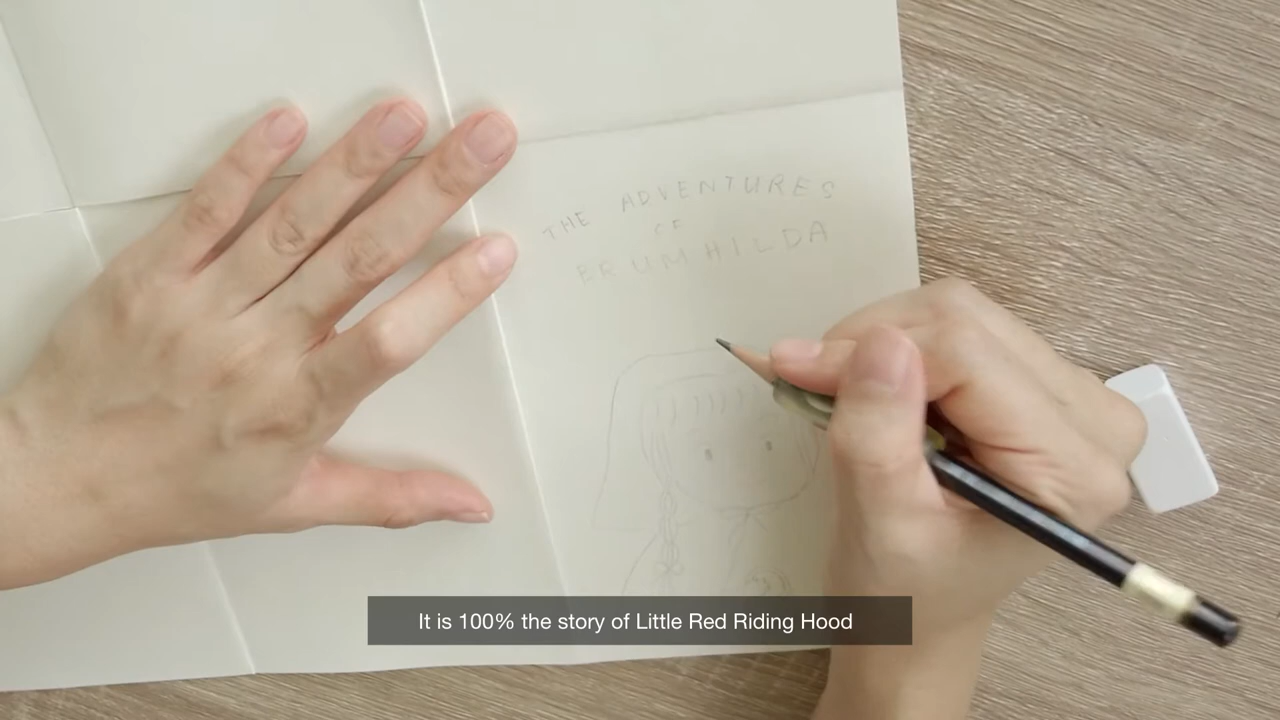 THE ADVENTURES
OF
BRUMHILDA
It is 100% the story of Little Red Riding Hood